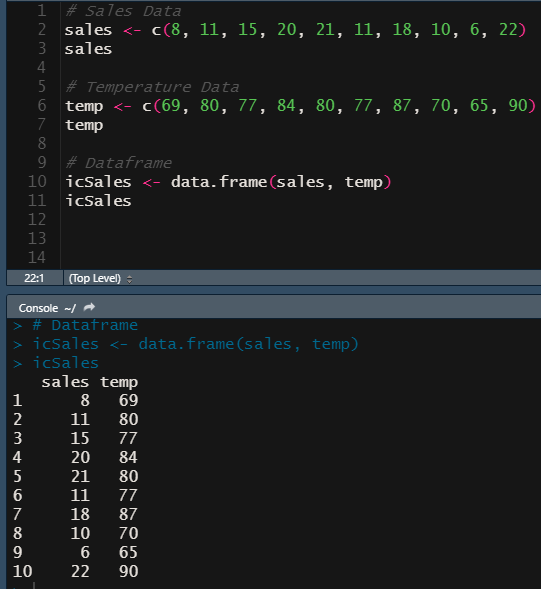 1 # Sales Data
2 sales <- c(8, 11, 15, 20, 21, 11, 18, 10, 6, 22)
3 sales
4
5 # Temperature Data
6 temp <- c(69, 80, 77, 84, 80, 77, 87, 70, 65, 90)
7 temp
8
9 # Dataframe
10 icSales <- data.frame(sales, temp)
11 icSales
12
13
14
22:1 (Top Level)
Console ~/
> # Dataframe
> icSales <- data.frame(sales, temp)
> icSales
   sales temp
1      8   69
2     11   80
3     15   77
4     20   84
5     21   80
6     11   77
7     18   87
8     10   70
9      6   65
10    22   90